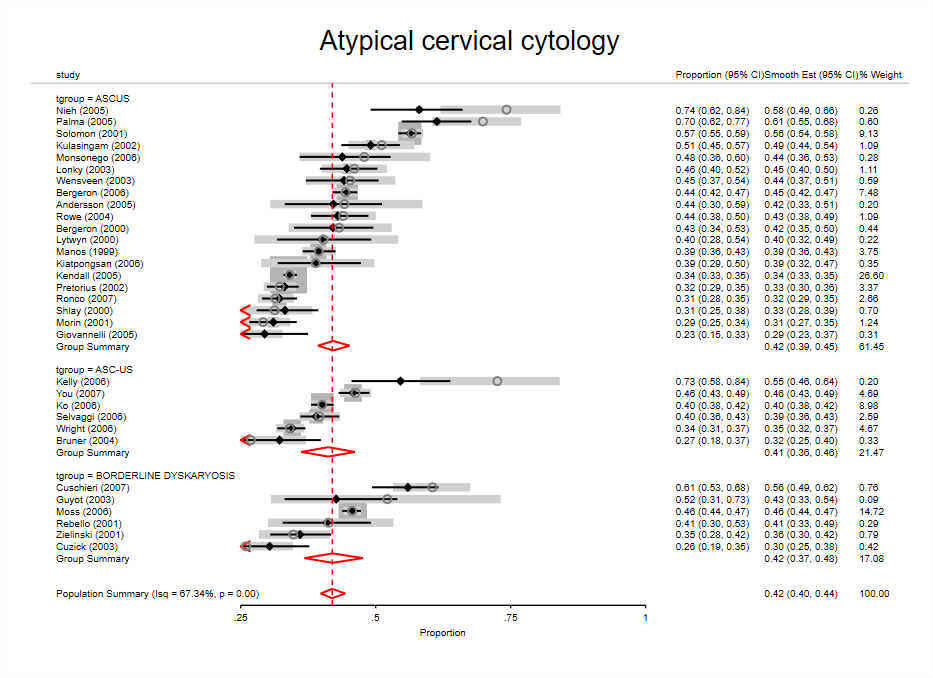 Atypical cervical cytology
study Proportion (95% CI)Smooth Est (95% CI)% Weight
tgroup = ASCUS
Nieh (2005) 0.74 (0.62, 0.84) 0.58 (0.49, 0.66) 0.26
Palma (2005) 0.70 (0.62, 0.77) 0.61 (0.55, 0.68) 0.60
Solomon (2001) 0.57 (0.55, 0.59) 0.56 (0.54, 0.58) 9.13
Kulasingam (2002) 0.51 (0.45, 0.57) 0.49 (0.44, 0.54) 1.09
Monsonego (2006) 0.48 (0.36, 0.60) 0.44 (0.36, 0.53) 0.28
Lonky (2003) 0.46 (0.40, 0.52) 0.45 (0.40, 0.50) 1.11
Wensveen (2003) 0.45 (0.37, 0.54) 0.44 (0.37, 0.51) 0.59
Bergeron (2006) 0.44 (0.42, 0.47) 0.45 (0.42, 0.47) 7.48
Andersson (2005) 0.44 (0.30, 0.59) 0.42 (0.33, 0.51) 0.20
Rowe (2004) 0.44 (0.38, 0.50) 0.43 (0.38, 0.49) 1.09
Bergeron (2000) 0.43 (0.34, 0.53) 0.42 (0.35, 0.50) 0.44
Lytwyn (2000) 0.40 (0.28, 0.54) 0.40 (0.32, 0.49) 0.22
Manos (1999) 0.39 (0.36, 0.43) 0.39 (0.36, 0.43) 3.75
Kiatpongsan (2006) 0.39 (0.29, 0.50) 0.39 (0.32, 0.47) 0.35
Kendall (2005) 0.34 (0.33, 0.35) 0.34 (0.33, 0.35) 26.60
Pretorius (2002) 0.32 (0.29, 0.35) 0.33 (0.30, 0.36) 3.37
Ronco (2007) 0.31 (0.28, 0.35) 0.32 (0.29, 0.35) 2.66
Shlay (2000) 0.31 (0.25, 0.38) 0.33 (0.28, 0.39) 0.70
Morin (2001) 0.29 (0.25, 0.34) 0.31 (0.27, 0.35) 1.24
Giovannelli (2005) 0.23 (0.15, 0.33) 0.29 (0.23, 0.37) 0.31
Group Summary 0.42 (0.39, 0.45) 61.45
tgroup = ASC-US
Kelly (2006) 0.73 (0.58, 0.84) 0.55 (0.46, 0.64) 0.20
You (2007) 0.46 (0.43, 0.49) 0.46 (0.43, 0.49) 4.69
Ko (2006) 0.40 (0.38, 0.42) 0.40 (0.38, 0.42) 8.98
Selvaggi (2006) 0.40 (0.36, 0.43) 0.39 (0.36, 0.43) 2.59
Wright (2006) 0.34 (0.31, 0.37) 0.35 (0.32, 0.37) 4.67
Bruner (2004) 0.27 (0.18, 0.37) 0.32 (0.25, 0.40) 0.33
Group Summary 0.41 (0.36, 0.46) 21.47
tgroup = BORDERLINE DYSKARYOSIS
Cuschieri (2007) 0.61 (0.53, 0.68) 0.56 (0.49, 0.62) 0.76
Guyot (2003) 0.52 (0.31, 0.73) 0.43 (0.33, 0.54) 0.09
Moss (2006) 0.46 (0.44, 0.47) 0.46 (0.44, 0.47) 14.72
Rebello (2001) 0.41 (0.30, 0.53) 0.41 (0.33, 0.49) 0.29
Zielinski (2001) 0.35 (0.28, 0.42) 0.36 (0.30, 0.42) 0.79
Cuzick (2003) 0.26 (0.19, 0.35) 0.30 (0.25, 0.38) 0.42
Group Summary 0.42 (0.37, 0.48) 17.08
Population Summary (Isq = 67.34%, p = 0.00) 0.42 (0.40, 0.44) 100.00
.25 .5 .75 1
Proportion